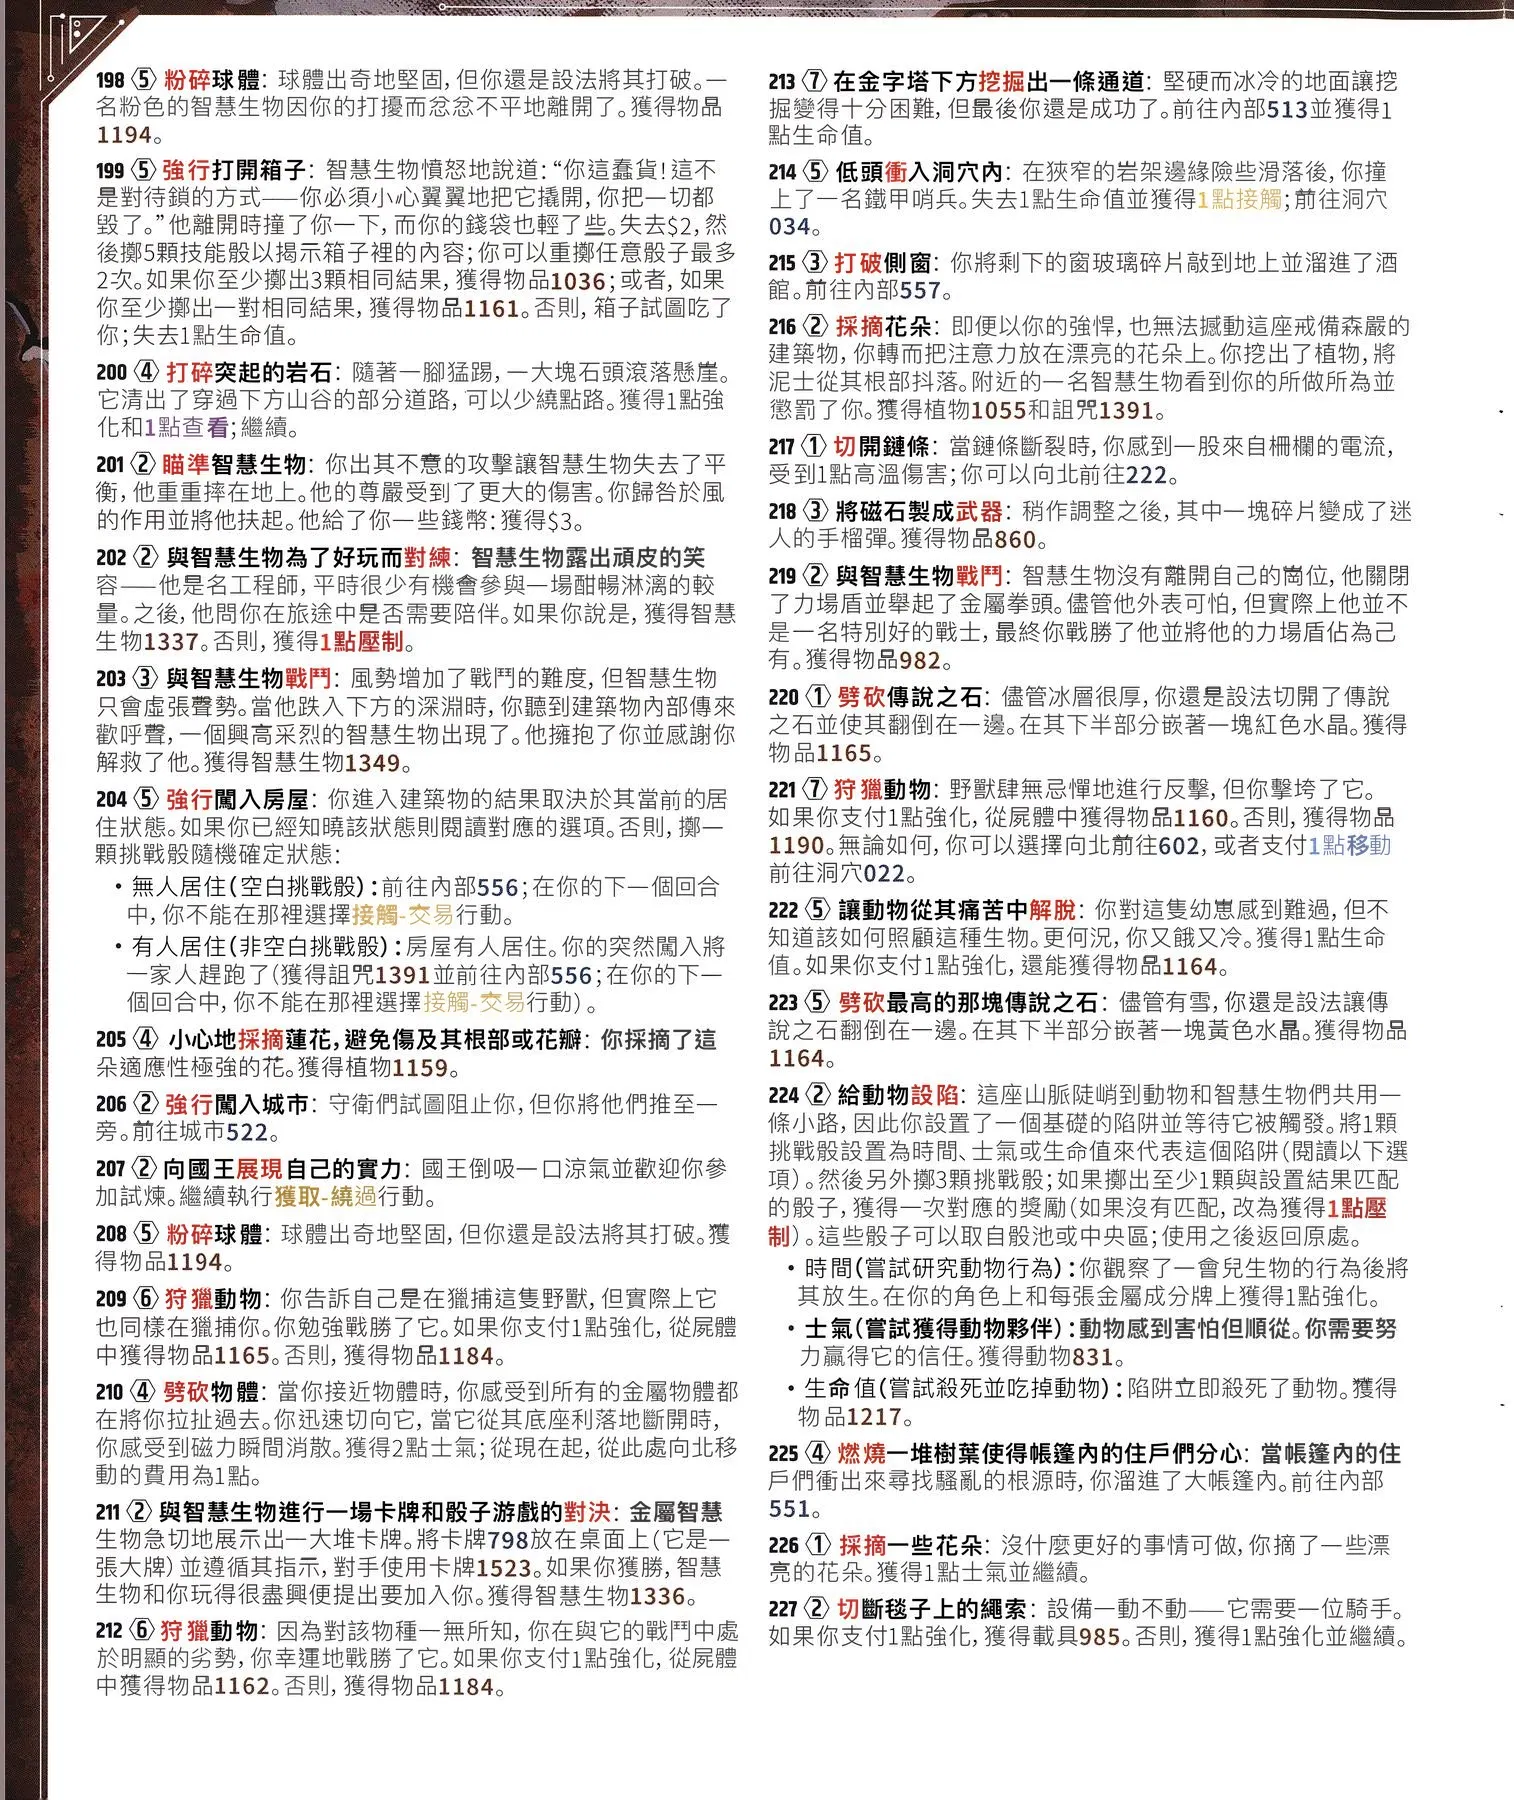 198 ⑤ 粉碎球體：球體出奇地堅固，但你還是設法將其打破。一
名粉色的智慧生物因你的打擾而忿忿不平地離開了。獲得物品
1194。
199 ⑤ 強行打開箱子：智慧生物憤怒地說道：“你這蠢貨！這不
是對待鎖的方式——你必須小心翼翼地把它撬開，你把一切都
毀了。”他離開時撞了你一下，而你的錢袋也輕了些。失去$2，然
後擲5顆技能骰以揭示箱子裡的內容；你可以重擲任意骰子最多
2次。如果你至少擲出3顆相同結果，獲得物品1036；或者，如果
你至少擲出一對相同結果，獲得物品1161。否則，箱子試圖吃了
你；失去1點生命值。
200 ④ 打碎突起的岩石：隨著一腳猛踢，一大塊石頭滾落懸崖。
它清出了穿過下方山谷的部分道路，可以少繞點路。獲得1點強
化和1點查看；繼續。
201 ② 瞄準智慧生物：你出其不意的攻擊讓智慧生物失去了平
衡，他重重摔在地上。他的尊嚴受到了更大的傷害。你歸咎於風
的作用並將他扶起。他給了你一些錢幣：獲得$3。
202 ② 與智慧生物為了好玩而對練：智慧生物露出頑皮的笑
容——他是名工程師，平時很少有機會參與一場酣暢淋漓的較
量。之後，他問你在旅途中是否需要陪伴。如果你說是，獲得智慧
生物1337。否則，獲得1點壓制。
203 ③ 與智慧生物戰鬥：風勢增加了戰鬥的難度，但智慧生物
只會虛張聲勢。當他跌入下方的深淵時，你聽到建築物內部傳來
歡呼聲，一個興高采烈的智慧生物出現了。他擁抱了你並感謝你
解救了他。獲得智慧生物1349。
204 ⑤ 強行闖入房屋：你進入建築物的結果取決於其當前的居
住狀態。如果你已經知曉該狀態則閱讀對應的選項。否則，擲一
顆挑戰骰隨機確定狀態：
・無人居住（空白挑戰骰）：前往內部556；在你的下一個回合
中，你不能在那裡選擇接觸-交易行動。
・有人居住（非空白挑戰骰）：房屋有人居住。你的突然闖入將
一家人趕跑了（獲得詛咒1391並前往內部556；在你的下一
個回合中，你不能在那裡選擇接觸-交易行動）。
205 ④ 小心地採摘蓮花，避免傷及其根部或花瓣：你採摘了這
朵適應性極強的花。獲得植物1159。
206 ② 強行闖入城市：守衛們試圖阻止你，但你將他們推至一
旁。前往城市522。
207 ② 向國王展現自己的實力：國王倒吸一口涼氣並歡迎你參
加試煉。繼續執行獲取-繞過行動。
208 ⑤ 粉碎球體：球體出奇地堅固，但你還是設法將其打破。獲
得物品1194。
209 ⑥ 狩獵動物：你告訴自己是在獵捕這隻野獸，但實際上它
也同樣在獵捕你。你勉強戰勝了它。如果你支付1點強化，從屍體
中獲得物品1165。否則，獲得物品1184。
210 ④ 劈砍物體：當你接近物體時，你感受到所有的金屬物體都
在將你拉扯過去。你迅速切向它，當它從其底座利落地斷開時，
你感受到磁力瞬間消散。獲得2點士氣；從現在起，從此處向北移
動的費用為1點。
211 ② 與智慧生物進行一場卡牌和骰子游戲的對決：金屬智慧
生物急切地展示出一大堆卡牌。將卡牌798放在桌面上（它是一
張大牌）並遵循其指示，對手使用卡牌1523。如果你獲勝，智慧
生物和你玩得很盡興便提出要加入你。獲得智慧生物1336。
212 ⑥ 狩獵動物：因為對該物種一無所知，你在與它的戰鬥中處
於明顯的劣勢，你幸運地戰勝了它。如果你支付1點強化，從屍體
中獲得物品1162。否則，獲得物品1184。
213 ⑦ 在金字塔下方挖掘出一條通道：堅硬而冰冷的地面讓挖
掘變得十分困難，但最後你還是成功了。前往內部513並獲得1
點生命值。
214 ⑤ 低頭衝入洞穴內：在狹窄的岩架邊緣險些滑落後，你撞
上了一名鐵甲哨兵。失去1點生命值並獲得1點接觸；前往洞穴
034。
215 ③ 打破側窗：你將剩下的窗玻璃碎片敲到地上並溜進了酒
館。前往內部557。
216 ② 採摘花朵：即便以你的強悍，也無法撼動這座戒備森嚴的
建築物，你轉而把注意力放在漂亮的花朵上。你挖出了植物，將
泥土從其根部抖落。附近的一名智慧生物看到你的所做所為並
懲罰了你。獲得植物1055和詛咒1391。
217 ① 切開鏈條：當鏈條斷裂時，你感到一股來自柵欄的電流，
受到1點高溫傷害；你可以向北前往222。
218 ③ 將磁石製成武器：稍作調整之後，其中一塊碎片變成了迷
人的手榴彈。獲得物品860。
219 ② 與智慧生物戰鬥：智慧生物沒有離開自己的崗位，他關閉
了力場盾並舉起了金屬拳頭。儘管他外表可怕，但實際上他並不
是一名特別好的戰士，最終你戰勝了他並將他的力場盾佔為己
有。獲得物品982。
220 ① 劈砍傳說之石：儘管冰層很厚，你還是設法切開了傳說
之石並使其翻倒在一邊。在其下半部分嵌著一塊紅色水晶。獲得
物品1165。
221 ⑦ 狩獵動物：野獸肆無忌憚地進行反擊，但你擊垮了它。
如果你支付1點強化，從屍體中獲得物品1160。否則，獲得物品
1190。無論如何，你可以選擇向北前往602，或者支付1點移動
前往洞穴022。
222 ⑤ 讓動物從其痛苦中解脫：你對這隻幼崽感到難過，但不
知道該如何照顧這種生物。更何況，你又餓又冷。獲得1點生命
值。如果你支付1點強化，還能獲得物品1164。
223 ⑤ 劈砍最高的那塊傳說之石：儘管有雪，你還是設法讓傳
說之石翻倒在一邊。在其下半部分嵌著一塊黃色水晶。獲得物品
1164。
224 ② 給動物設陷：這座山脈陡峭到動物和智慧生物們共用一
條小路，因此你設置了一個基礎的陷阱並等待它被觸發。將1顆
挑戰骰設置為時間、士氣或生命值來代表這個陷阱（閱讀以下選
項）。然後另外擲3顆挑戰骰；如果擲出至少1顆與設置結果匹配
的骰子，獲得一次對應的獎勵（如果沒有匹配，改為獲得1點壓
制）。這些骰子可以取自骰池或中央區；使用之後返回原處。
・時間（嘗試研究動物行為）：你觀察了一會兒生物的行為後將
其放生。在你的角色上和每張金屬成分牌上獲得1點強化。
・士氣（嘗試獲得動物夥伴）：動物感到害怕但順從。你需要努
力贏得它的信任。獲得動物831。
・生命值（嘗試殺死並吃掉動物）：陷阱立即殺死了動物。獲得
物品1217。
225 ④ 燃燒一堆樹葉使得帳篷內的住戶們分心：當帳篷內的住
戶們衝出來尋找騷亂的根源時，你溜進了大帳篷內。前往內部
551。
226 ① 採摘一些花朵：沒什麼更好的事情可做，你摘了一些漂
亮的花朵。獲得1點士氣並繼續。
227 ② 切斷毯子上的繩索：設備一動不動——它需要一位騎手。
如果你支付1點強化，獲得載具985。否則，獲得1點強化並繼續。